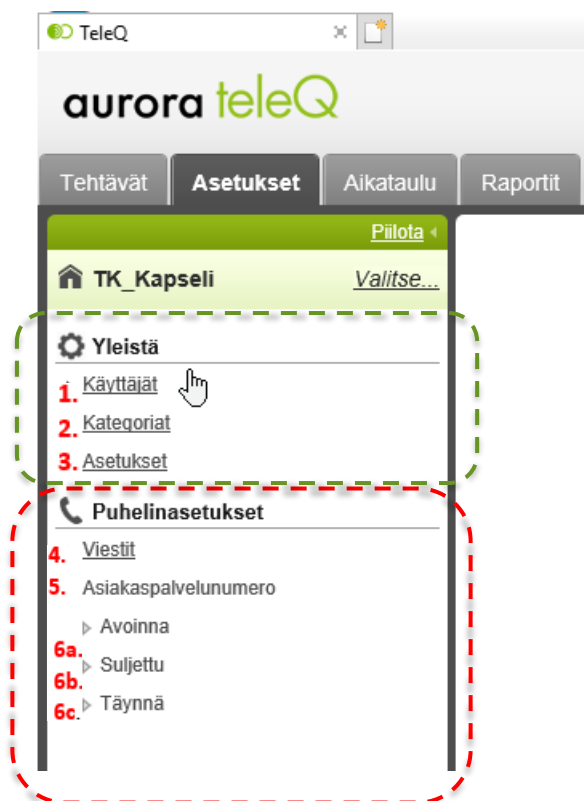 TeleQ
aurora teleQ
Tehtävät Asetukset Aikataulu Raportit
Piilota
TK_Kapseli Valitse...
Yleistä
1. Käyttäjät
2. Kategoriat
3. Asetukset
Puhelinasetukset
4. Viestit
5. Asiakaspalvelunumero
Avoinna
6a.
Suljettu
6b.
Täynnä
6c.